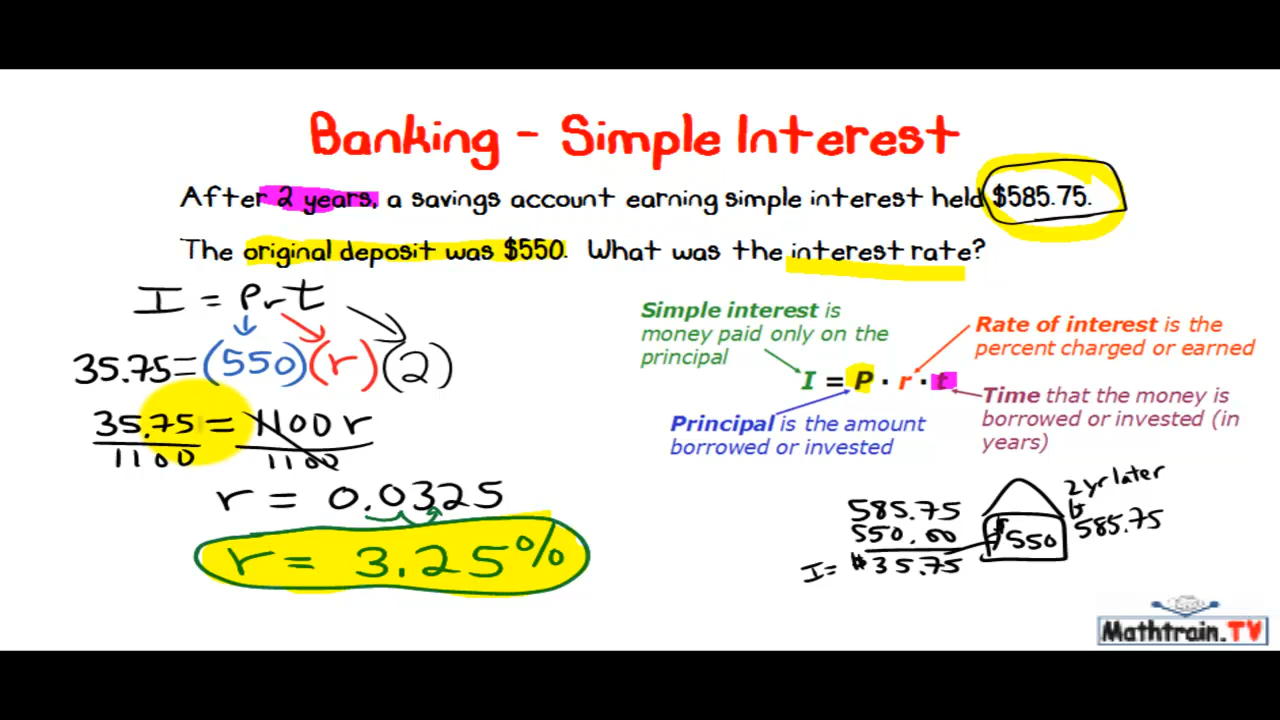 Banking - Simple Interest
After 2 years, a savings account earning simple interest held $585.75.
The original deposit was $550. What was the interest rate?
I = Prt
35.75=(550)(r)(2)
35.75 = 1100 r
1100 1100
r = 0.0325
r = 3.25%
Simple interest is
money paid only on the
principal
Rate of interest is the
percent charged or earned
I = P · r · t
Principal is the amount
borrowed or invested
Time that the money is
borrowed or invested (in
years)
585.75
550.00
I= $35.75
$550
2 yr later
585.75
Mathtrain.TV